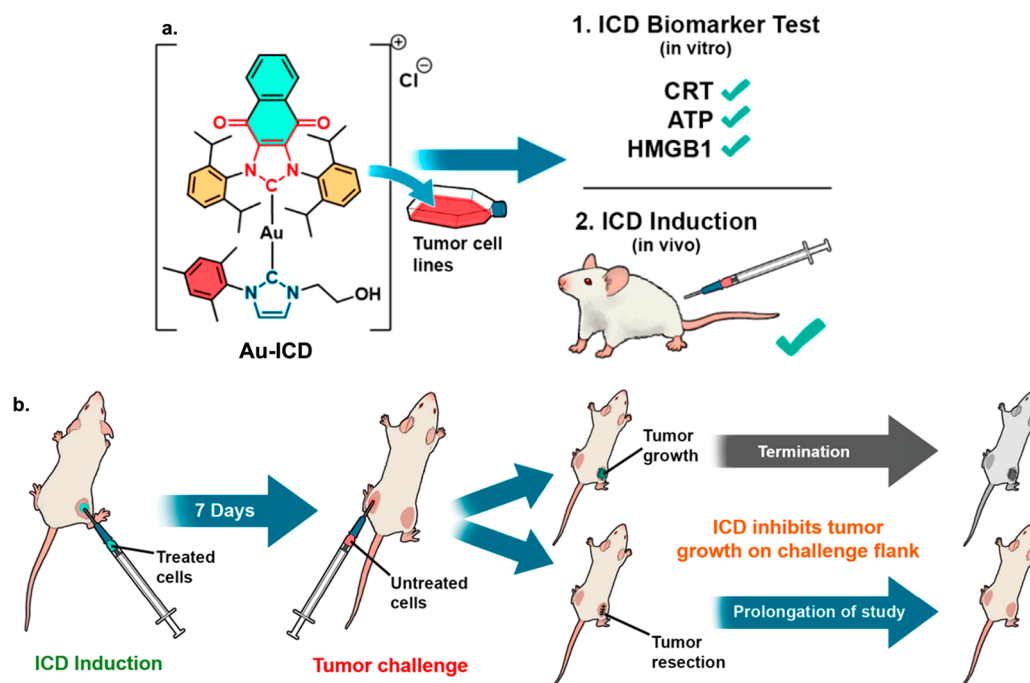 a.
⊕
Cl⊖
O
O
N
N
C
Au
C
N
N
OH
Au-ICD
Tumor cell
lines
1. ICD Biomarker Test
(in vitro)
CRT ✓
ATP ✓
HMGB1 ✓
2. ICD Induction
(in vivo)
b.
Treated
cells
ICD Induction
7 Days
Untreated
cells
Tumor challenge
Tumor
growth
Termination
ICD inhibits tumor
growth on challenge flank
Tumor
resection
Prolongation of study